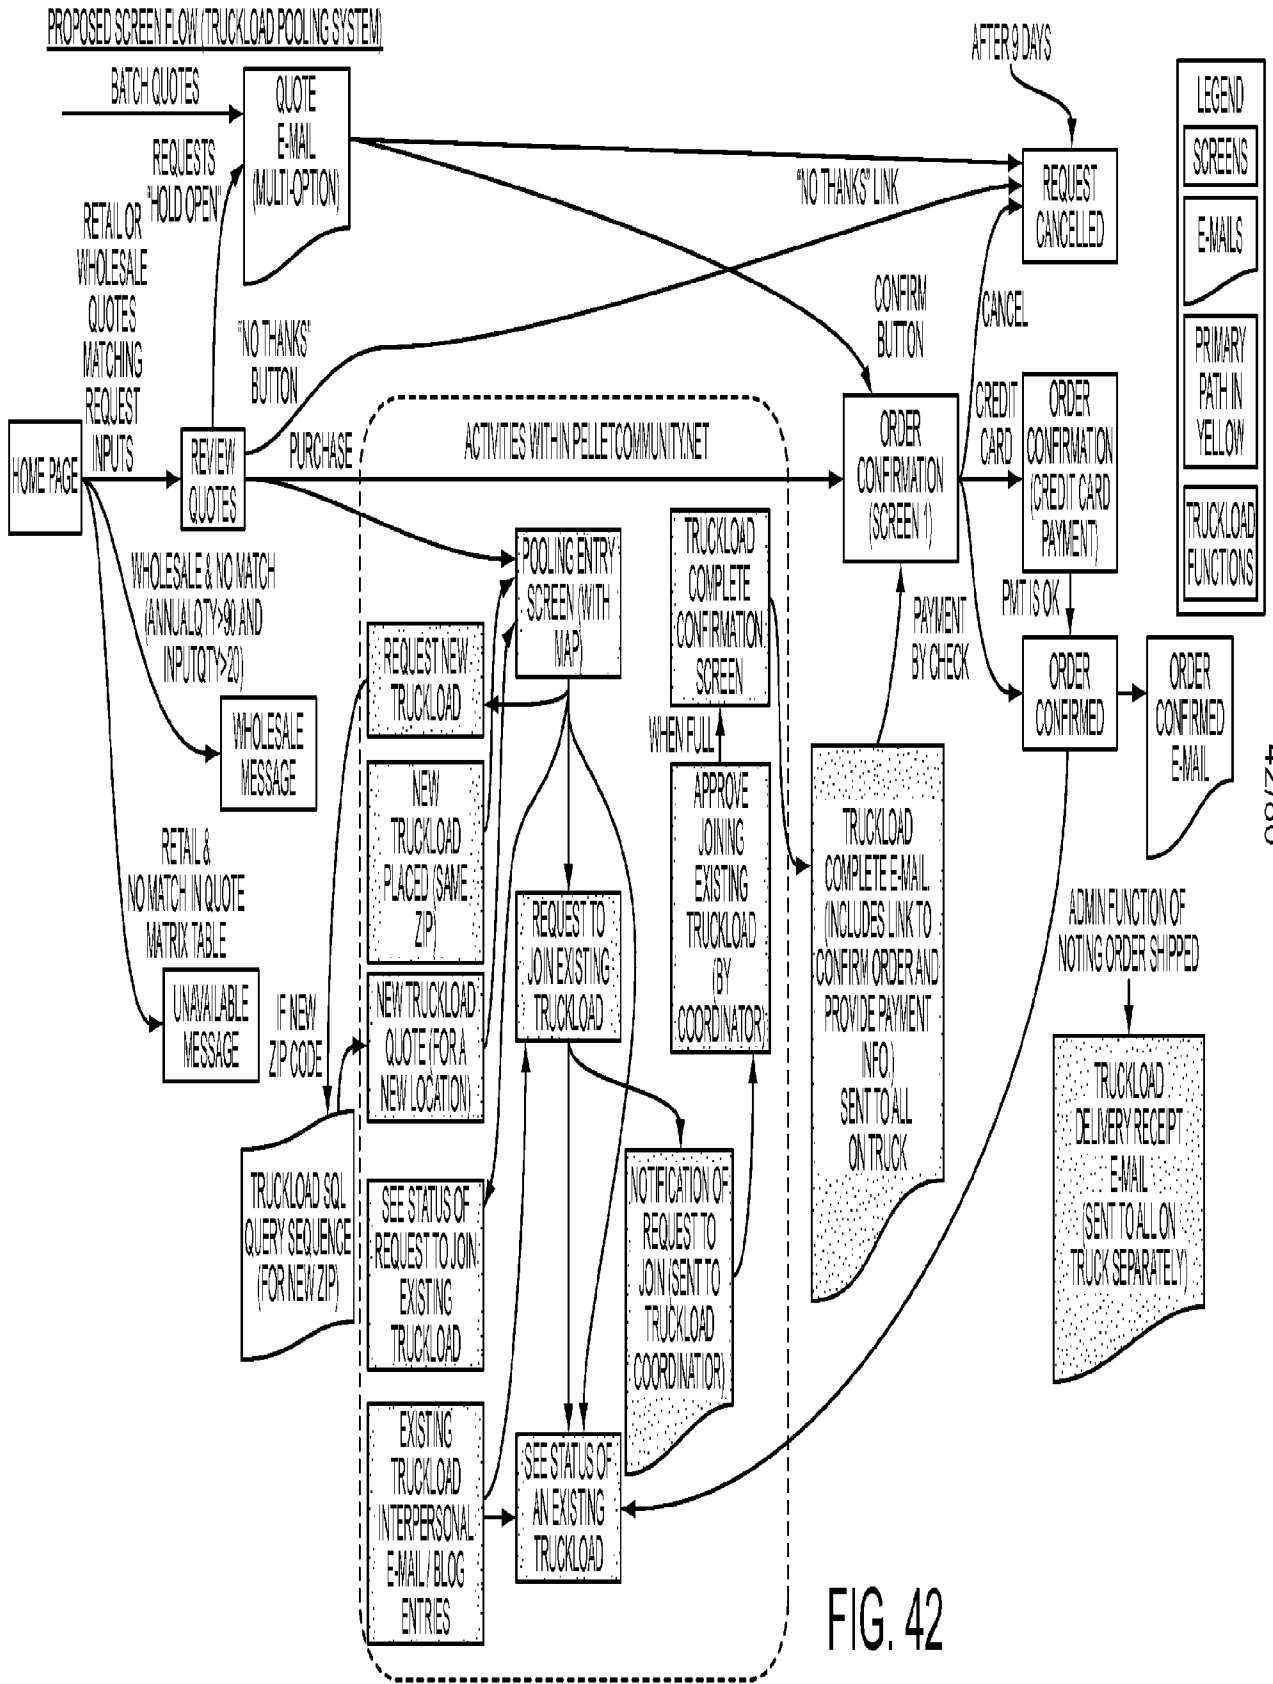 PROPOSED SCREEN FLOW (TRUCKLOAD POOLING SYSTEM)
BATCH QUOTES
QUOTE
E-MAIL
(MULTI-OPTION)
REQUESTS
"HOLD OPEN"
RETAIL OR
WHOLESALE
QUOTES
MATCHING
REQUEST
INPUTS
HOME PAGE
REVIEW
QUOTES
"NO THANKS"
BUTTON
PURCHASE
"NO THANKS" LINK
AFTER 9 DAYS
REQUEST
CANCELLED
LEGEND
SCREENS
E-MAILS
PRIMARY
PATH IN
YELLOW
TRUCKLOAD
FUNCTIONS
CONFIRM
BUTTON
CANCEL
CREDIT
CARD
ORDER
CONFIRMATION
(SCREEN 1)
ORDER
CONFIRMATION
(CREDIT CARD
PAYMENT)
PMT IS OK
PAYMENT
BY CHECK
ORDER
CONFIRMED
ORDER
CONFIRMED
E-MAIL
ACTIVITIES WITHIN PELLETCOMMUNITY.NET
POOLING ENTRY
SCREEN (WITH
MAP)
TRUCKLOAD
COMPLETE
CONFIRMATION
SCREEN
WHOLESALE & NO MATCH
(ANNUALQTY>90 AND
INPUTQTY>20)
WHOLESALE
MESSAGE
RETAIL &
NO MATCH IN QUOTE
MATRIX TABLE
UNAVAILABLE
MESSAGE
REQUEST NEW
TRUCKLOAD
NEW
TRUCKLOAD
PLACED (SAME
ZIP)
NEW TRUCKLOAD
QUOTE (FOR A
NEW LOCATION)
IF NEW
ZIP CODE
TRUCKLOAD SQL
QUERY SEQUENCE
(FOR NEW ZIP)
SEE STATUS OF
REQUEST TO JOIN
EXISTING
TRUCKLOAD
EXISTING
TRUCKLOAD
INTERPERSONAL
E-MAIL / BLOG
ENTRIES
REQUEST TO
JOIN EXISTING
TRUCKLOAD
SEE STATUS OF
AN EXISTING
TRUCKLOAD
WHEN FULL
APPROVE
JOINING
EXISTING
TRUCKLOAD
(BY
COORDINATOR)
NOTIFICATION OF
REQUEST TO
JOIN (SENT TO
TRUCKLOAD
COORDINATIOR)
TRUCKLOAD
COMPLETE E-MAIL
(INCLUDES LINK TO
CONFIRM ORDER AND
PROVIDE PAYMENT
INFO.)
SENT TO ALL
ON TRUCK
ADMIN FUNCTION OF
NOTING ORDER SHIPPED
TRUCKLOAD
DELIVERY RECEIPT
E-MAIL
(SENT TO ALL ON
TRUCK SEPARATELY)
FIG. 42